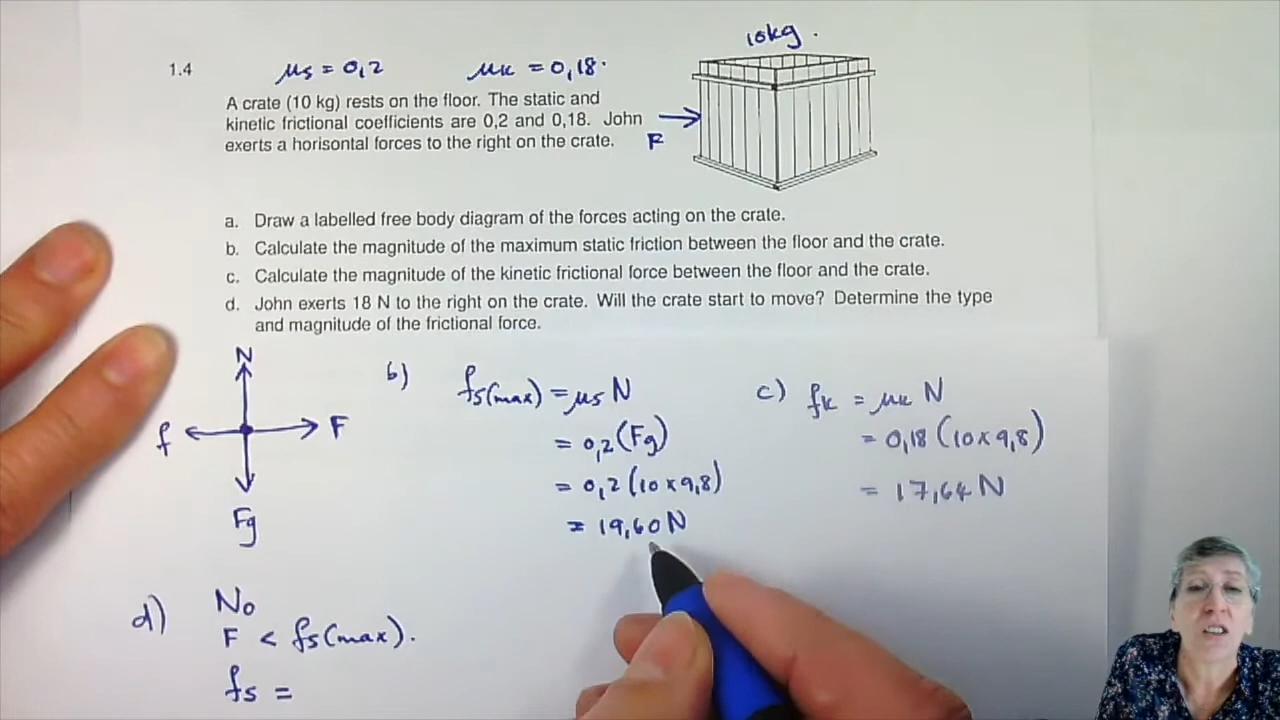 10kg.
1.4 μs = 0,2 μk = 0,18.
A crate (10 kg) rests on the floor. The static and
kinetic frictional coefficients are 0,2 and 0,18. John
exerts a horisontal forces to the right on the crate.
F
a. Draw a labelled free body diagram of the forces acting on the crate.
b. Calculate the magnitude of the maximum static friction between the floor and the crate.
c. Calculate the magnitude of the kinetic frictional force between the floor and the crate.
d. John exerts 18 N to the right on the crate. Will the crate start to move? Determine the type
and magnitude of the frictional force.
N
f F
Fg
b) fs(max) = μs N
= 0,2 (Fg)
= 0,2 (10 x 9,8)
= 19,60 N
c) fk = μk N
= 0,18 (10 x 9,8)
= 17,64 N
d) No
F < fs(max).
fs =